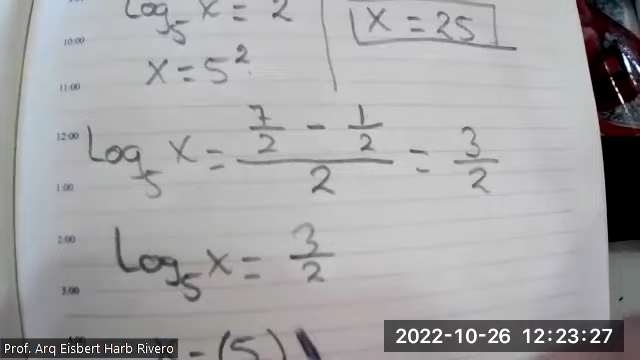 log₅ x = 2
x = 25
10:00
x = 5²
11:00
12:00
Log₅ x = (7/2 - 1/2)/2 = 3/2
1:00
2:00
Log₅ x = 3/2
3:00
x = (5)
Prof. Arq Eisbert Harb Rivero
2022-10-26 12:23:27